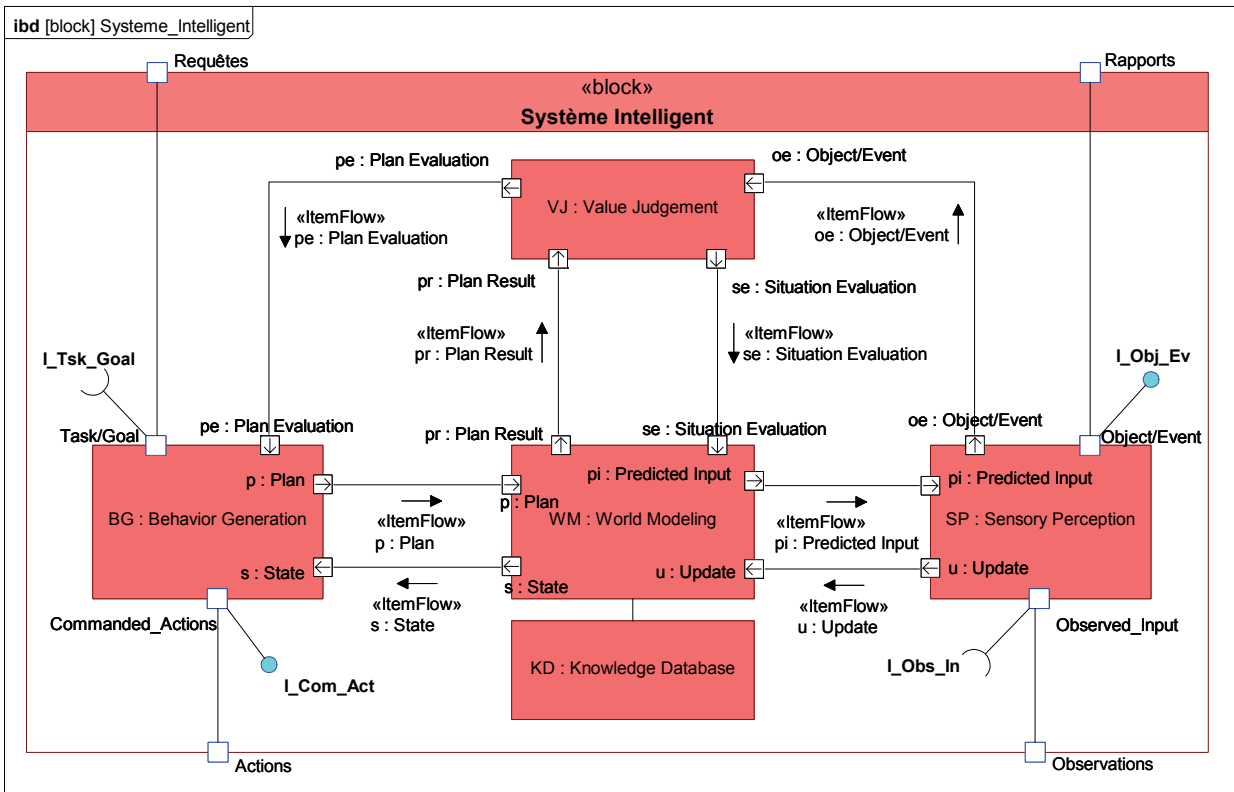 ibd [block] Systeme_Intelligent
Requêtes
Rapports
«block»
Système Intelligent
pe : Plan Evaluation
oe : Object/Event
VJ : Value Judgement
«ItemFlow»
pe : Plan Evaluation
«ItemFlow»
oe : Object/Event
pr : Plan Result
se : Situation Evaluation
«ItemFlow»
pr : Plan Result
«ItemFlow»
se : Situation Evaluation
I_Tsk_Goal
I_Obj_Ev
Task/Goal
pe : Plan Evaluation
pr : Plan Result
se : Situation Evaluation
oe : Object/Event
Object/Event
p : Plan
p : Plan
pi : Predicted Input
pi : Predicted Input
BG : Behavior Generation
WM : World Modeling
SP : Sensory Perception
«ItemFlow»
p : Plan
«ItemFlow»
pi : Predicted Input
s : State
s : State
u : Update
u : Update
«ItemFlow»
s : State
«ItemFlow»
u : Update
Commanded_Actions
Observed_Input
KD : Knowledge Database
I_Com_Act
I_Obs_In
Actions
Observations